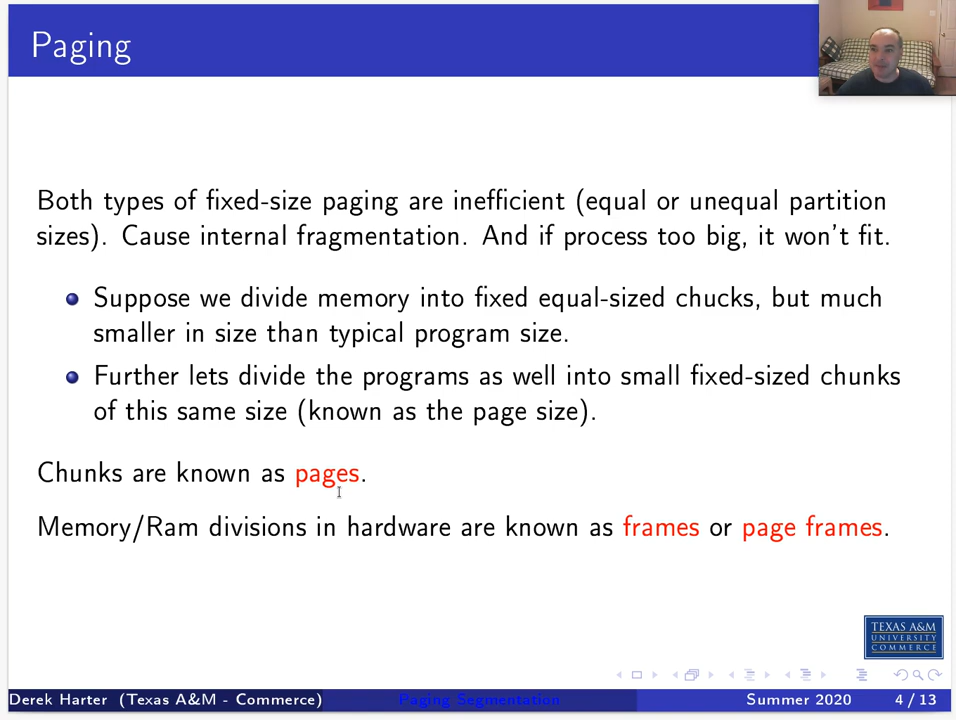 Paging
Both types of fixed-size paging are inefficient (equal or unequal partition
sizes). Cause internal fragmentation. And if process too big, it won't fit.
Suppose we divide memory into fixed equal-sized chucks, but much
smaller in size than typical program size.
Further lets divide the programs as well into small fixed-sized chunks
of this same size (known as the page size).
Chunks are known as pages.
Memory/Ram divisions in hardware are known as frames or page frames.
TEXAS A&M
UNIVERSITY
COMMERCE
Derek Harter (Texas A&M - Commerce) Paging Segmentation Summer 2020 4 / 13